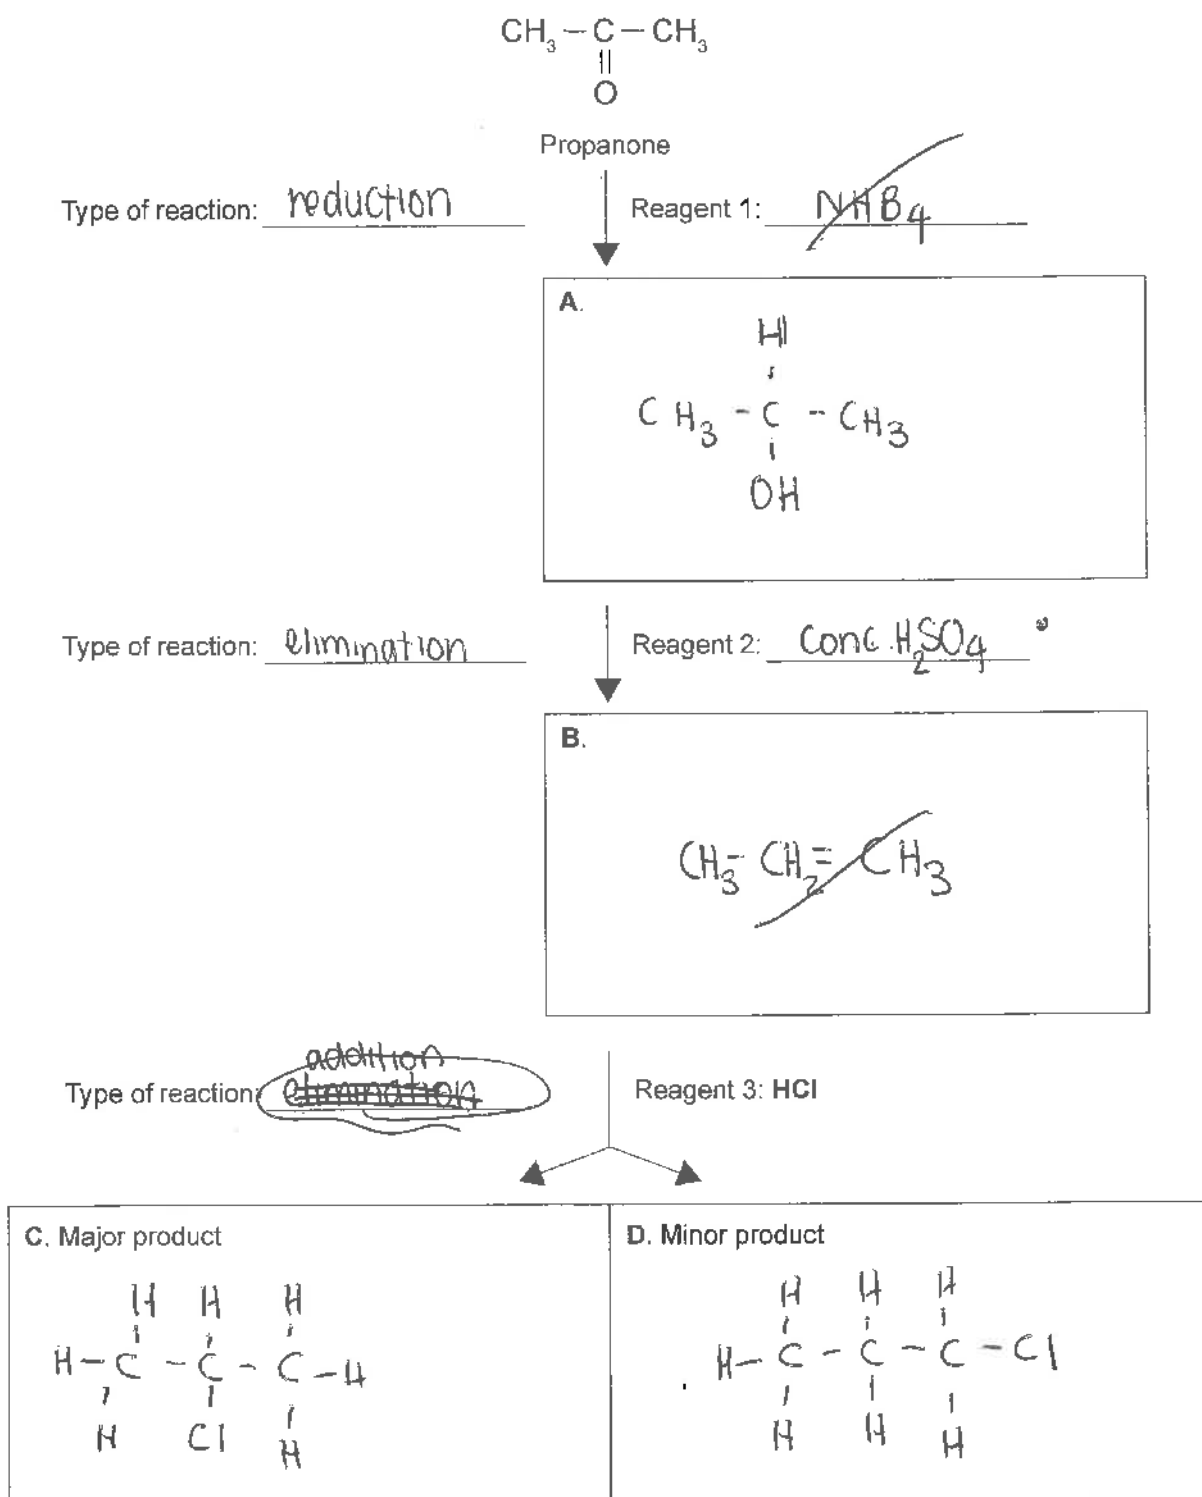 CH₃ – C – CH₃
||
O
Propanone
Type of reaction: reduction Reagent 1: NHB4
A.
H
CH3 - C - CH3
OH
Type of reaction: elimination Reagent 2: Conc. H2SO4
B.
CH3- CH2= CH3
addition
Type of reaction: elimination Reagent 3: HCl
C. Major product
H H H
H - C - C - C - H
H Cl H
D. Minor product
H H H
H - C - C - C - Cl
H H H